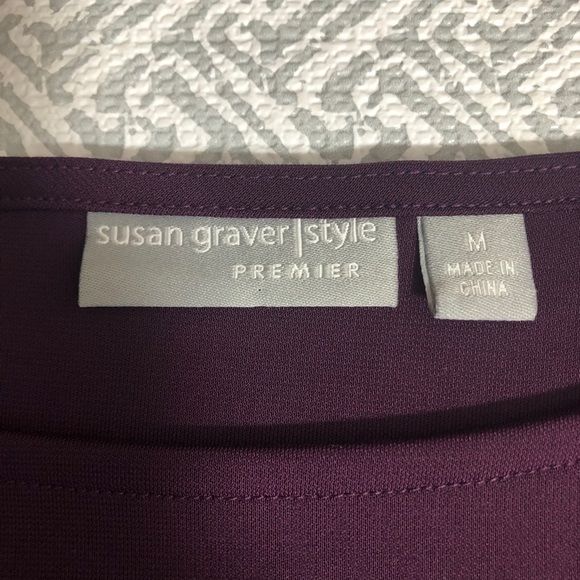 susan graver|style
PREMIER
M
MADE IN
CHINA